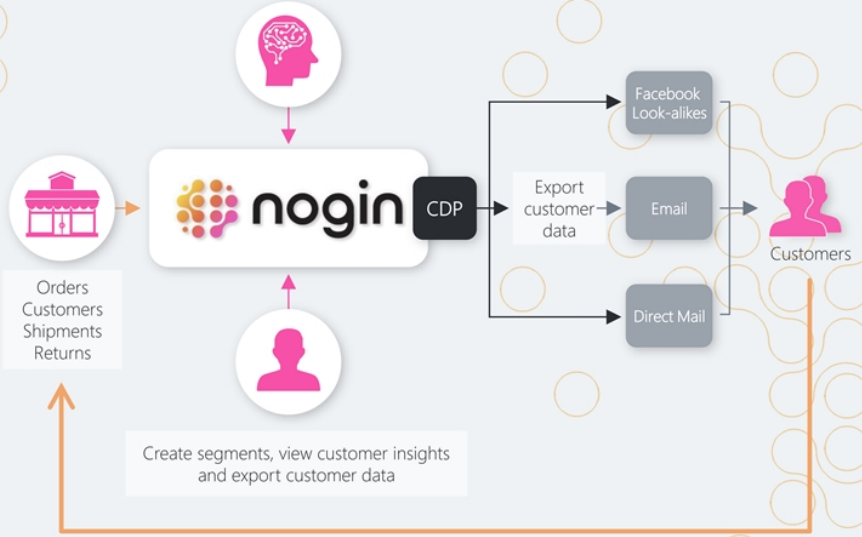 nogin
CDP
Facebook
Look-alikes
Export
customer
data
Email
Direct Mail
Customers
Orders
Customers
Shipments
Returns
Create segments, view customer insights
and export customer data